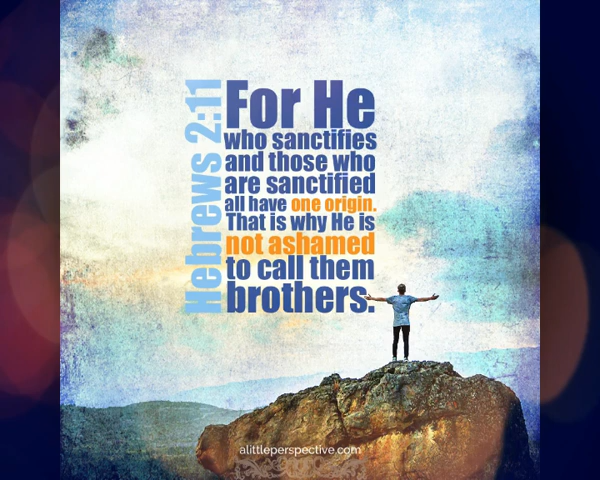 Hebrews 2:11
For He
who sanctifies
and those who
are sanctified
all have one origin.
That is why He is
not ashamed
to call them
brothers.
alittleperspective.com